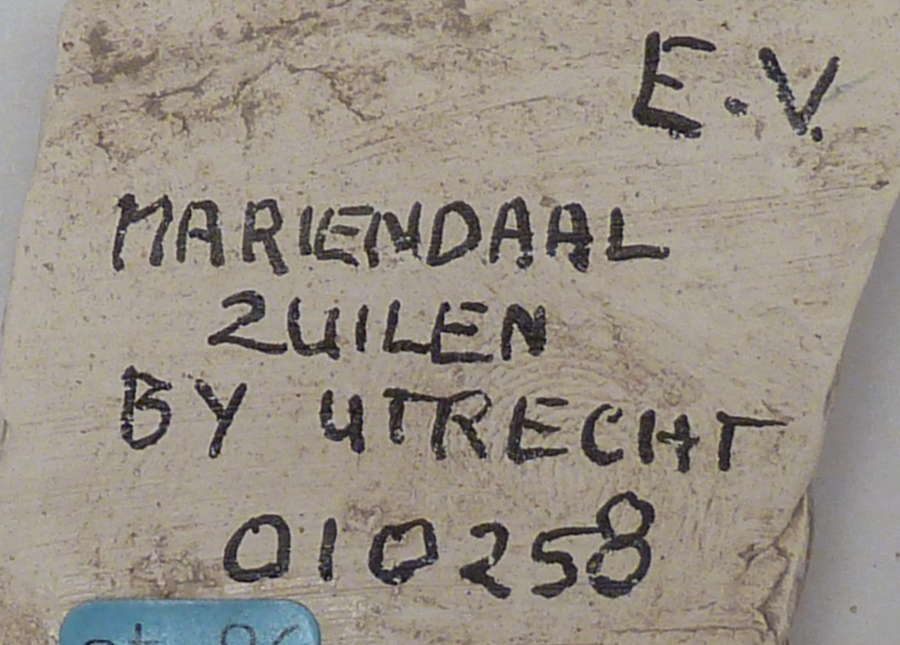 E.V.
MARIENDAAL
ZUILEN
BY UTRECHT
010258